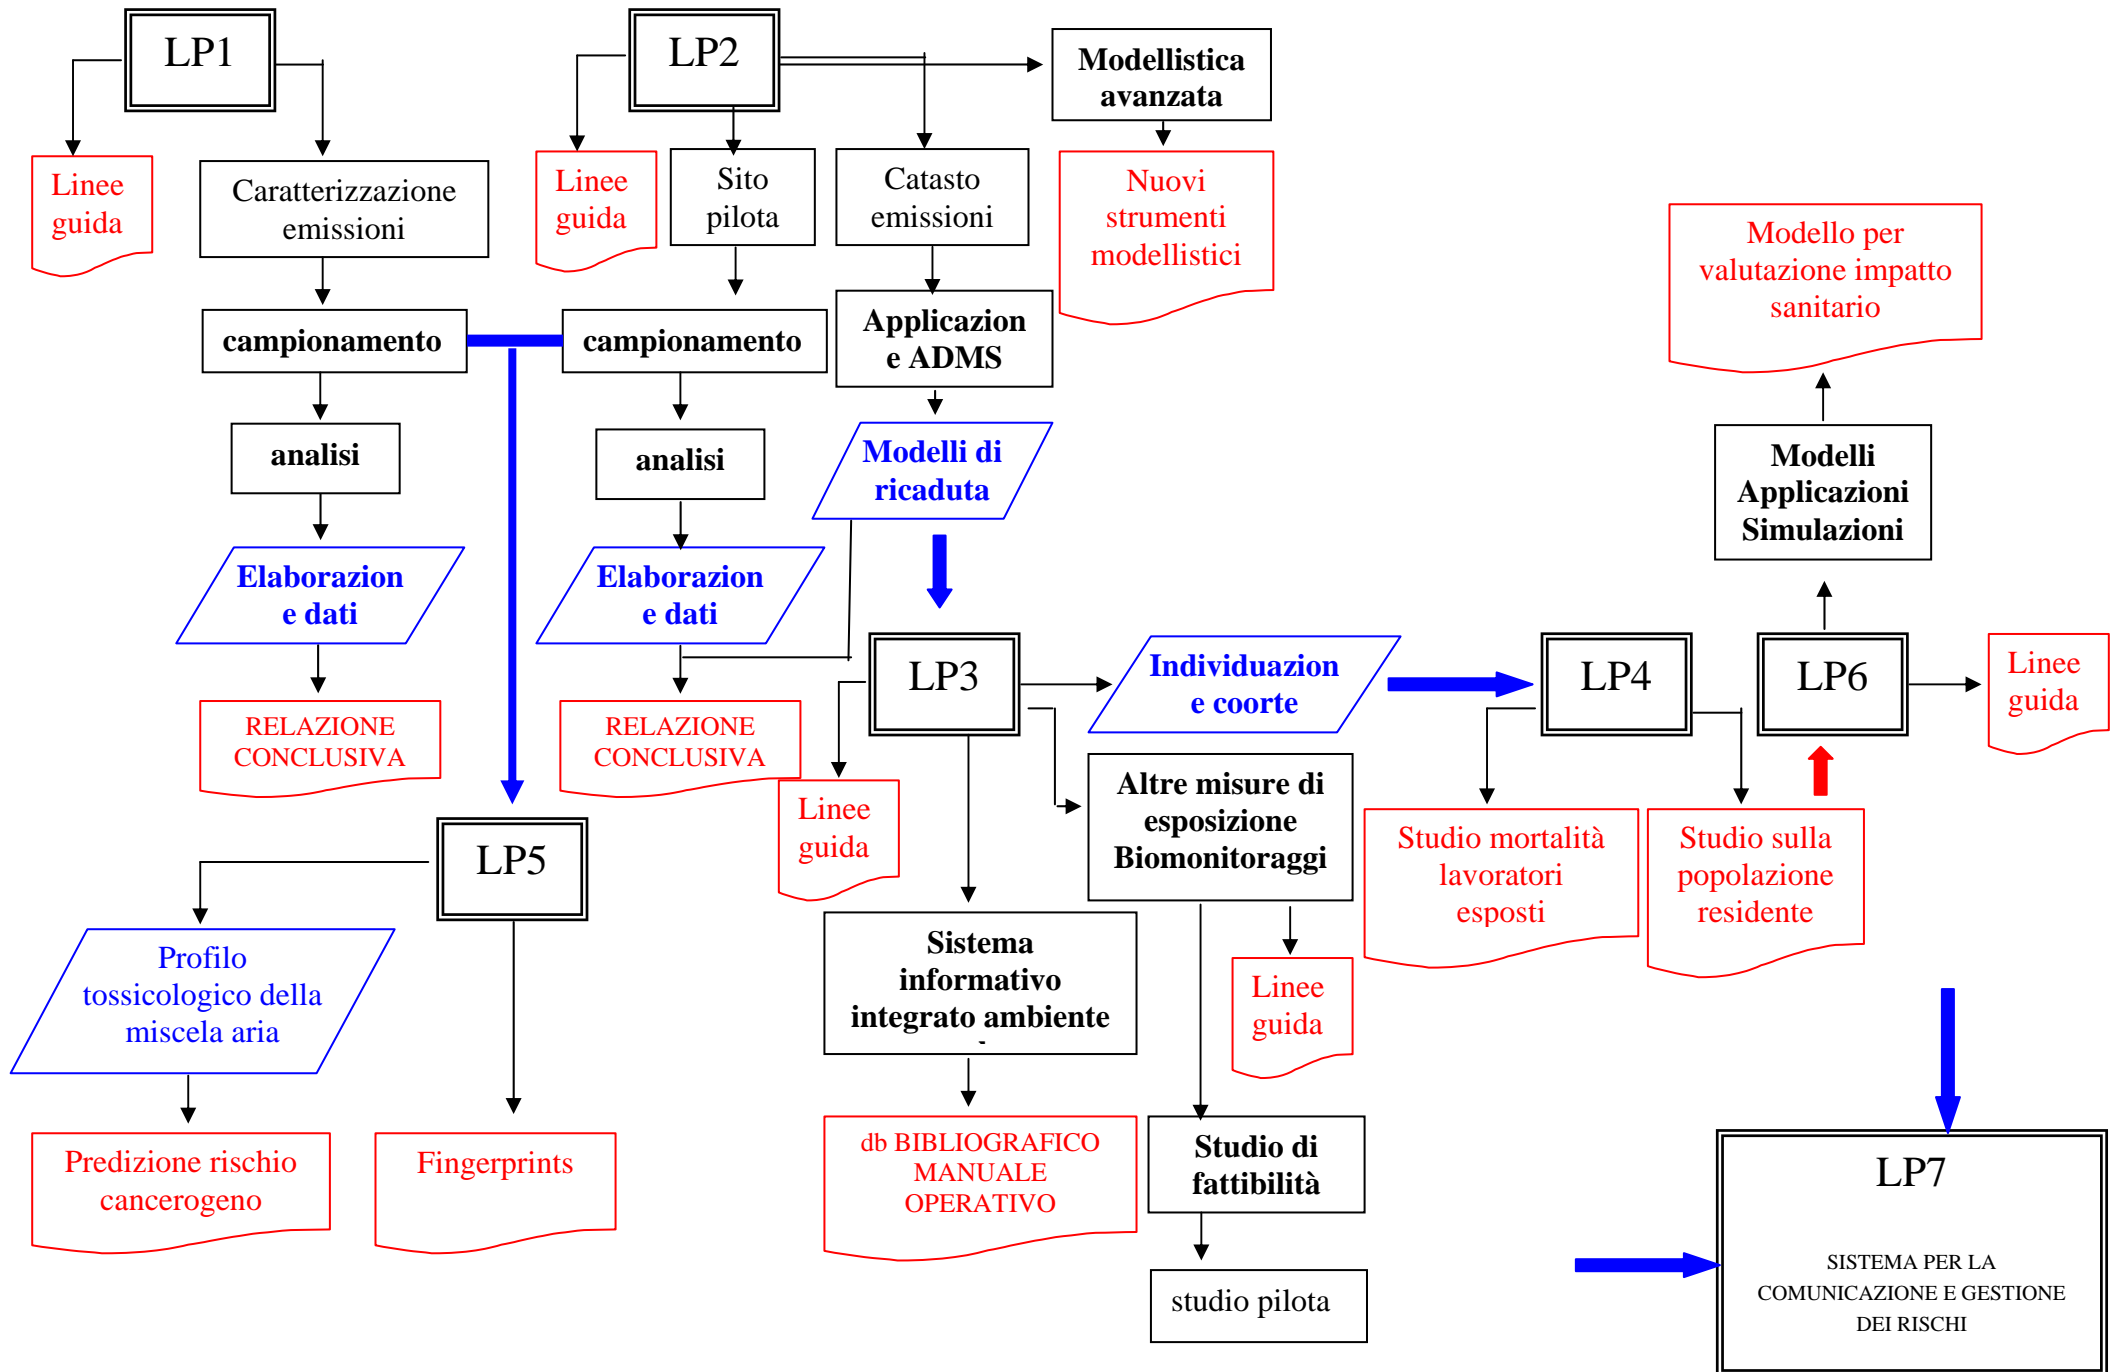 LP1
LP2
Modellistica
avanzata
Linee
guida
Caratterizzazione
emissioni
Linee
guida
Sito
pilota
Catasto
emissioni
Nuovi
strumenti
modellistici
Modello per
valutazione impatto
sanitario
campionamento
campionamento
Applicazion
e ADMS
analisi
analisi
Modelli di
ricaduta
Modelli
Applicazioni
Simulazioni
Elaborazion
e dati
Elaborazion
e dati
LP3
Individuazion
e coorte
LP4
LP6
Linee
guida
RELAZIONE
CONCLUSIVA
RELAZIONE
CONCLUSIVA
Linee
guida
Altre misure di
esposizione
Biomonitoraggi
Studio mortalità
lavoratori
esposti
Studio sulla
popolazione
residente
LP5
Profilo
tossicologico della
miscela aria
Sistema
informativo
integrato ambiente
Linee
guida
Predizione rischio
cancerogeno
Fingerprints
db BIBLIOGRAFICO
MANUALE
OPERATIVO
Studio di
fattibilità
studio pilota
LP7
SISTEMA PER LA
COMUNICAZIONE E GESTIONE
DEI RISCHI